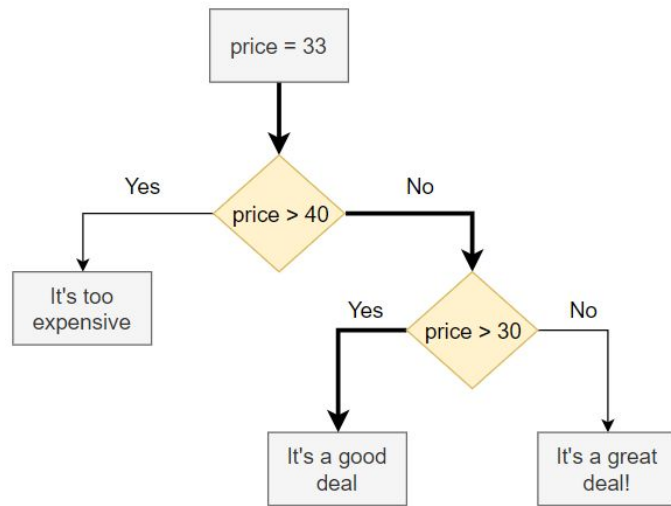 price = 33
Yes
No
price > 40
It's too
expensive
Yes
No
price > 30
It's a good
deal
It's a great
deal!